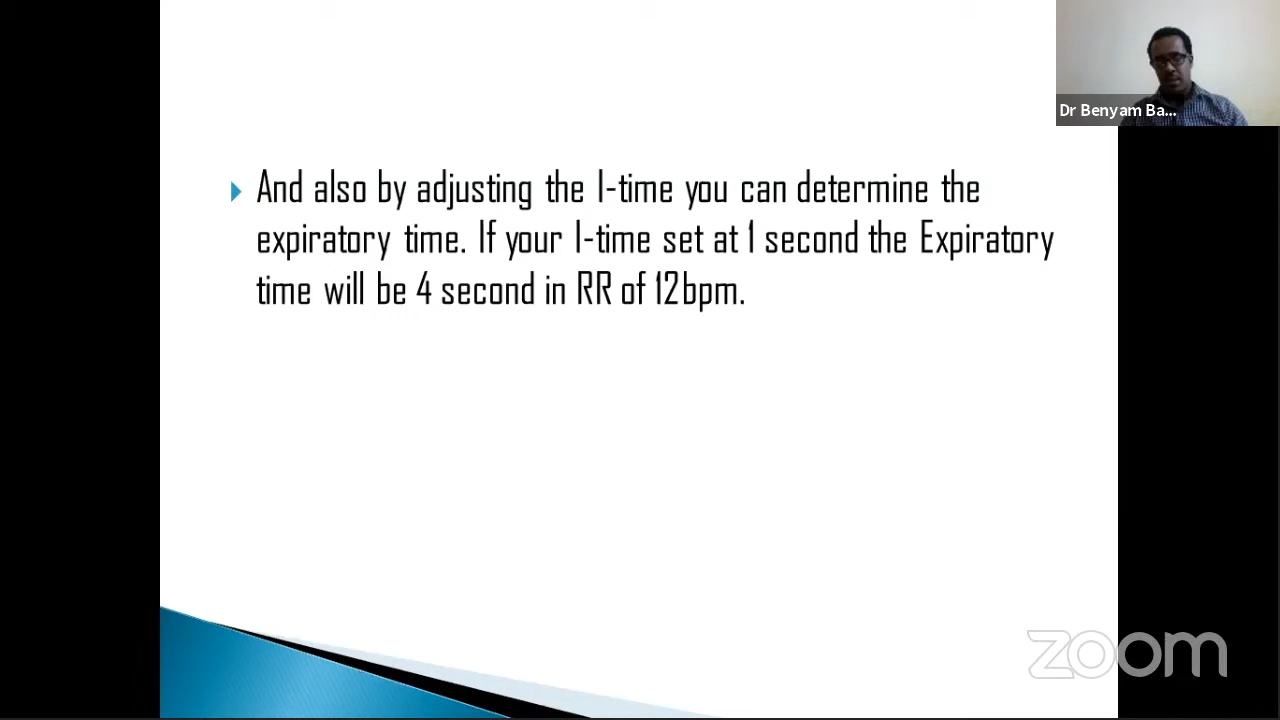 Dr Benyam Ba...
And also by adjusting the I-time you can determine the
expiratory time. If your I-time set at 1 second the Expiratory
time will be 4 second in RR of 12bpm.
zoom